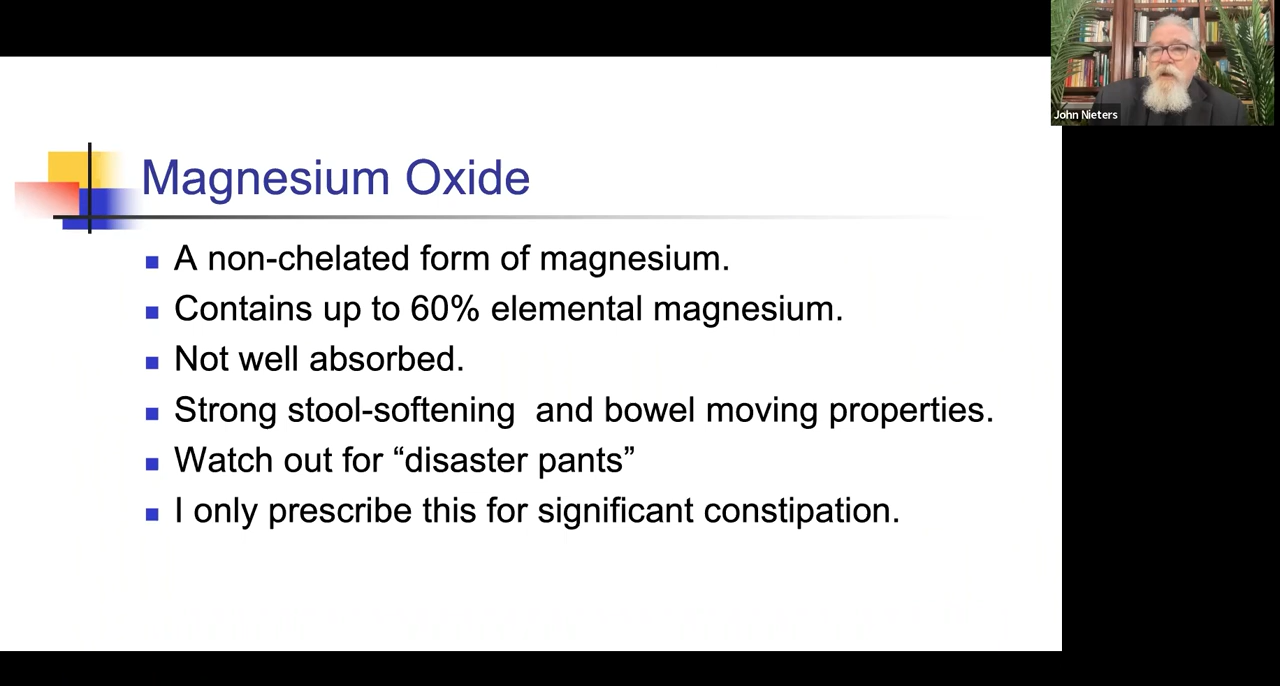 John Nieters
Magnesium Oxide
A non-chelated form of magnesium.
Contains up to 60% elemental magnesium.
Not well absorbed.
Strong stool-softening  and bowel moving properties.
Watch out for “disaster pants”
I only prescribe this for significant constipation.